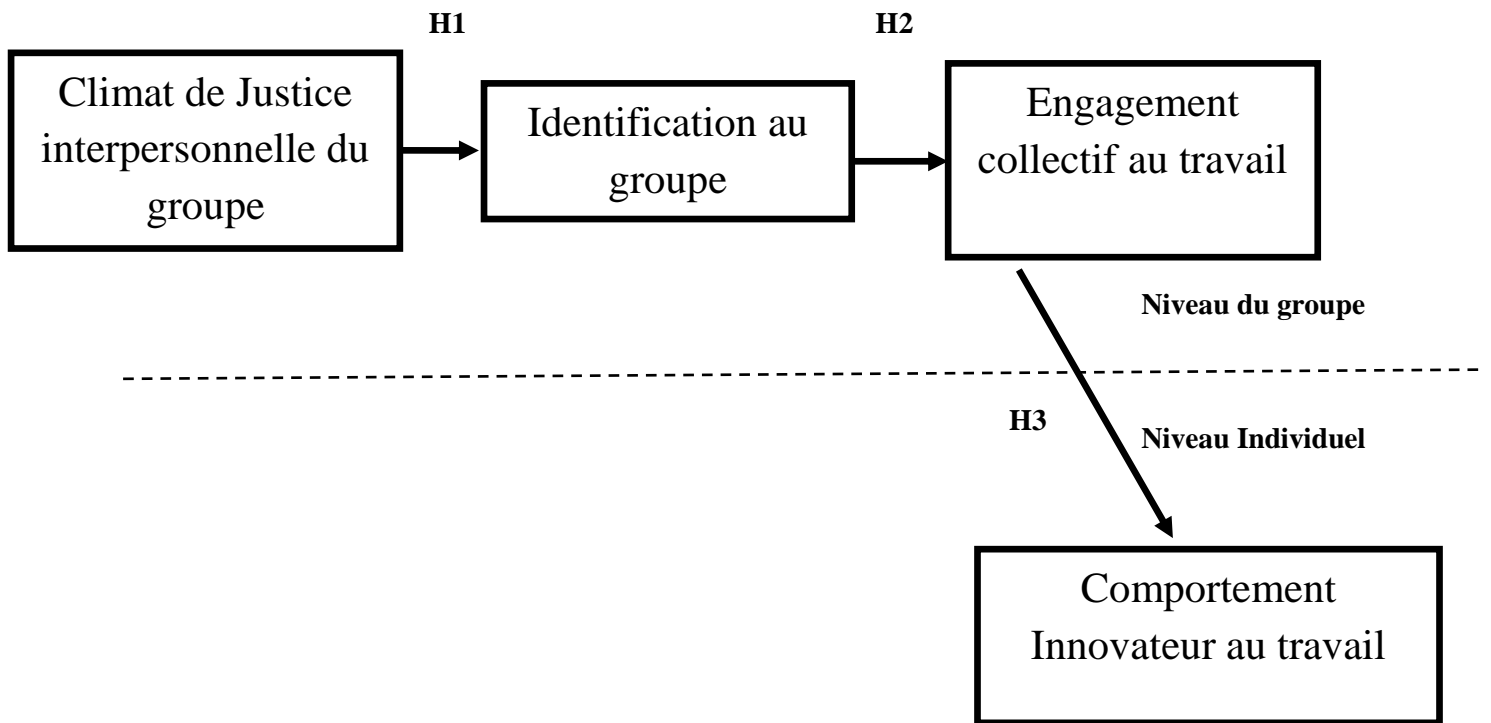 H1
H2
Climat de Justice
interpersonnelle du
groupe
Identification au
groupe
Engagement
collectif au travail
Niveau du groupe
H3
Niveau Individuel
Comportement
Innovateur au travail